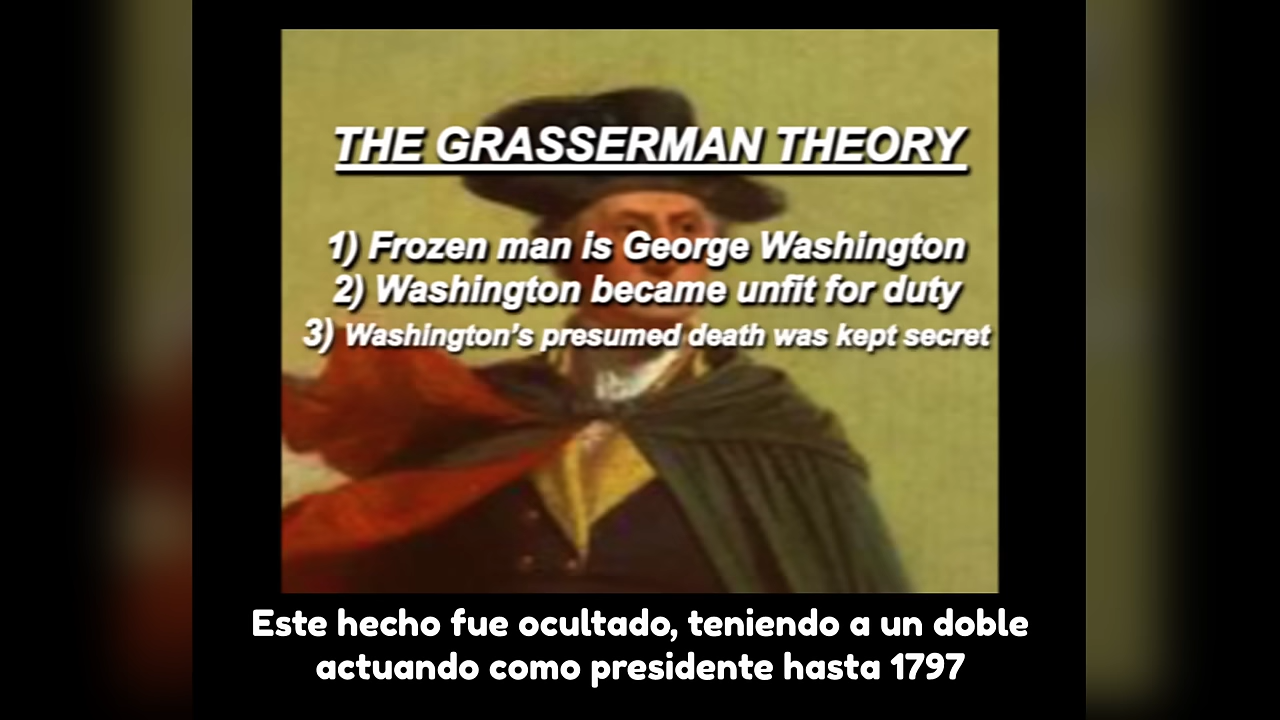 THE GRASSERMAN THEORY
1) Frozen man is George Washington
2) Washington became unfit for duty
3) Washington's presumed death was kept secret
Este hecho fue ocultado, teniendo a un doble
actuando como presidente hasta 1797